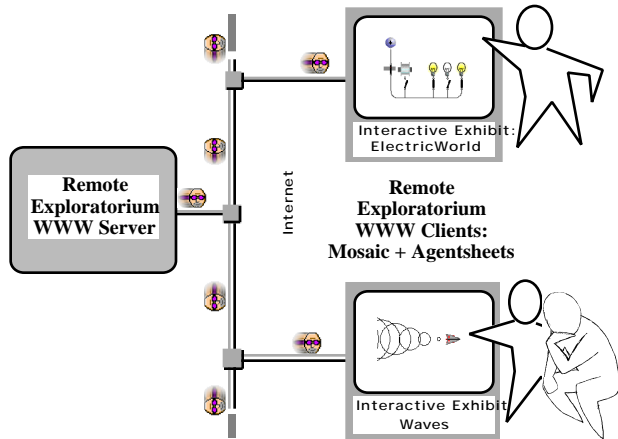 Remote
Exploratorium
WWW Server
Internet
Interactive Exhibit:
ElectricWorld
Remote
Exploratorium
WWW Clients:
Mosaic + Agentsheets
Interactive Exhibit
Waves